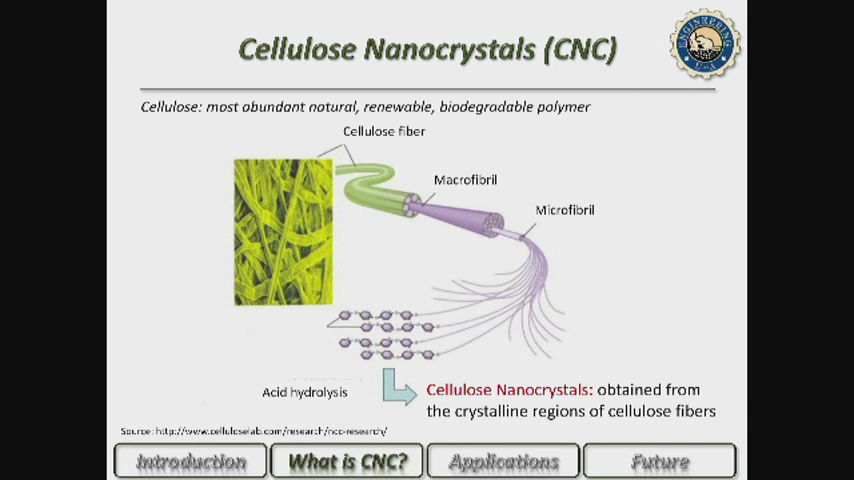 Cellulose Nanocrystals (CNC)
ENGINEERING
Cellulose: most abundant natural, renewable, biodegradable polymer
Cellulose fiber
Macrofibril
Microfibril
Acid hydrolysis
Cellulose Nanocrystals: obtained from
the crystalline regions of cellulose fibers
Source: http://www.celluloselab.com/research/ncc-research/
Introduction
What is CNC?
Applications
Future